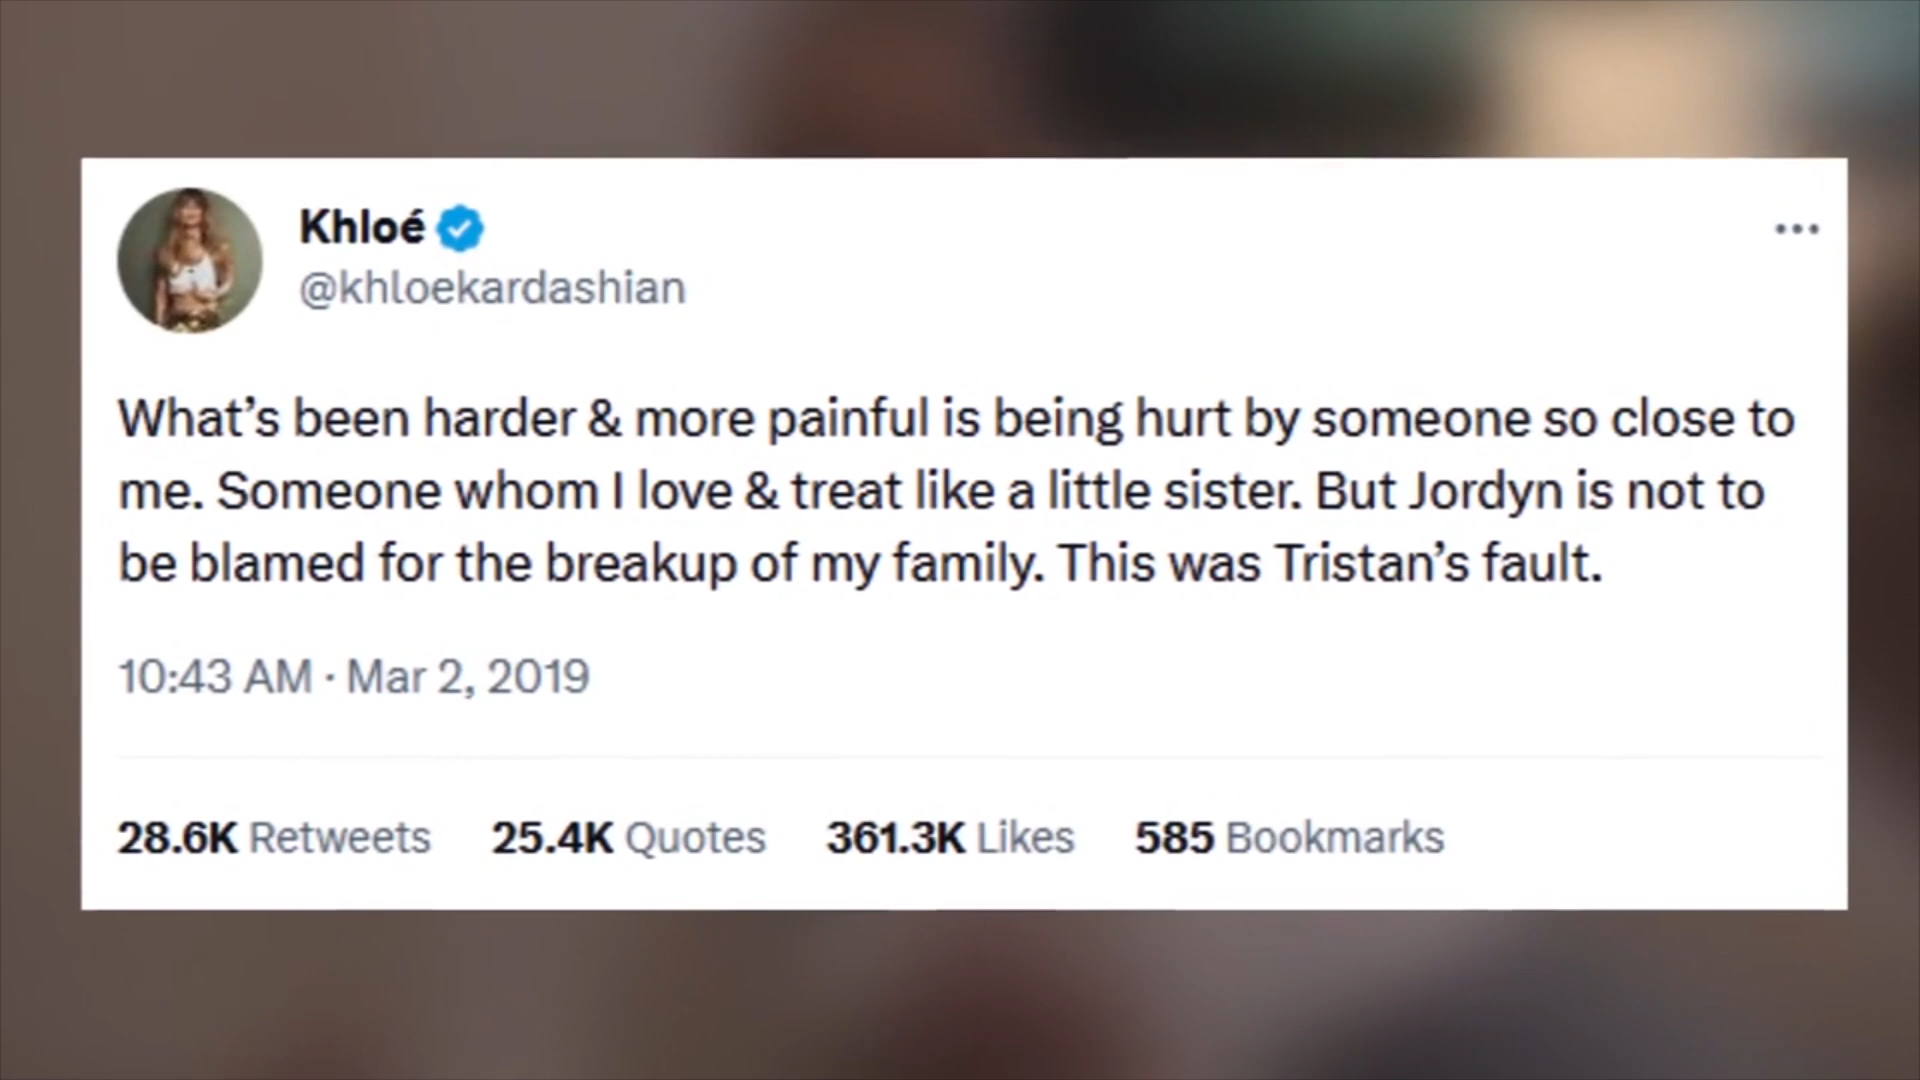 Khloé
@khloekardashian
What’s been harder & more painful is being hurt by someone so close to
me. Someone whom I love & treat like a little sister. But Jordyn is not to
be blamed for the breakup of my family. This was Tristan’s fault.
10:43 AM · Mar 2, 2019
28.6K Retweets 25.4K Quotes 361.3K Likes 585 Bookmarks